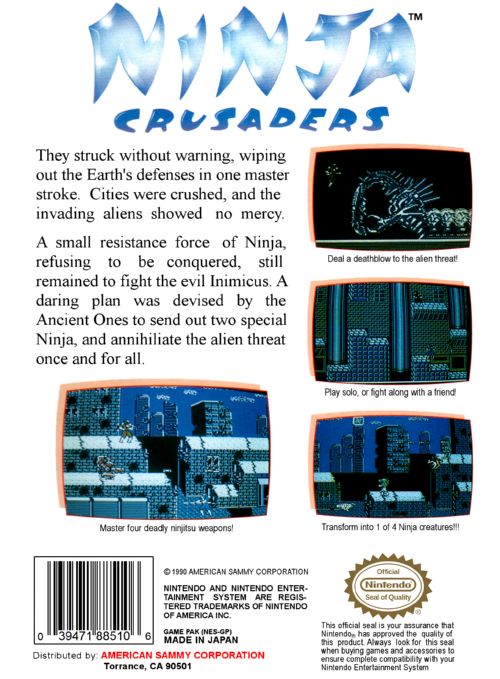 NINJA™
CRUSADERS
They struck without warning, wiping
out the Earth's defenses in one master
stroke. Cities were crushed, and the
invading aliens showed no mercy.
A small resistance force of Ninja,
refusing to be conquered, still
remained to fight the evil Inimicus. A
daring plan was devised by the
Ancient Ones to send out two special
Ninja, and annihiliate the alien threat
once and for all.
Deal a deathblow to the alien threat!
Play solo, or fight along with a friend!
Master four deadly ninjitsu weapons!
Transform into 1 of 4 Ninja creatures!!!
0 39471 88510 6
© 1990 AMERICAN SAMMY CORPORATION
NINTENDO AND NINTENDO ENTER-
TAINMENT SYSTEM ARE REGIS-
TERED TRADEMARKS OF NINTENDO
OF AMERICA INC.
GAME PAK (NES-GP)
MADE IN JAPAN
Distributed by: AMERICAN SAMMY CORPORATION
Torrance, CA 90501
Official
Nintendo
Seal of Quality
®
This official seal is your assurance that
Nintendo® has approved the quality of
this product. Always look for this seal
when buying games and accessories to
ensure complete compatibility with your
Nintendo Entertainment System